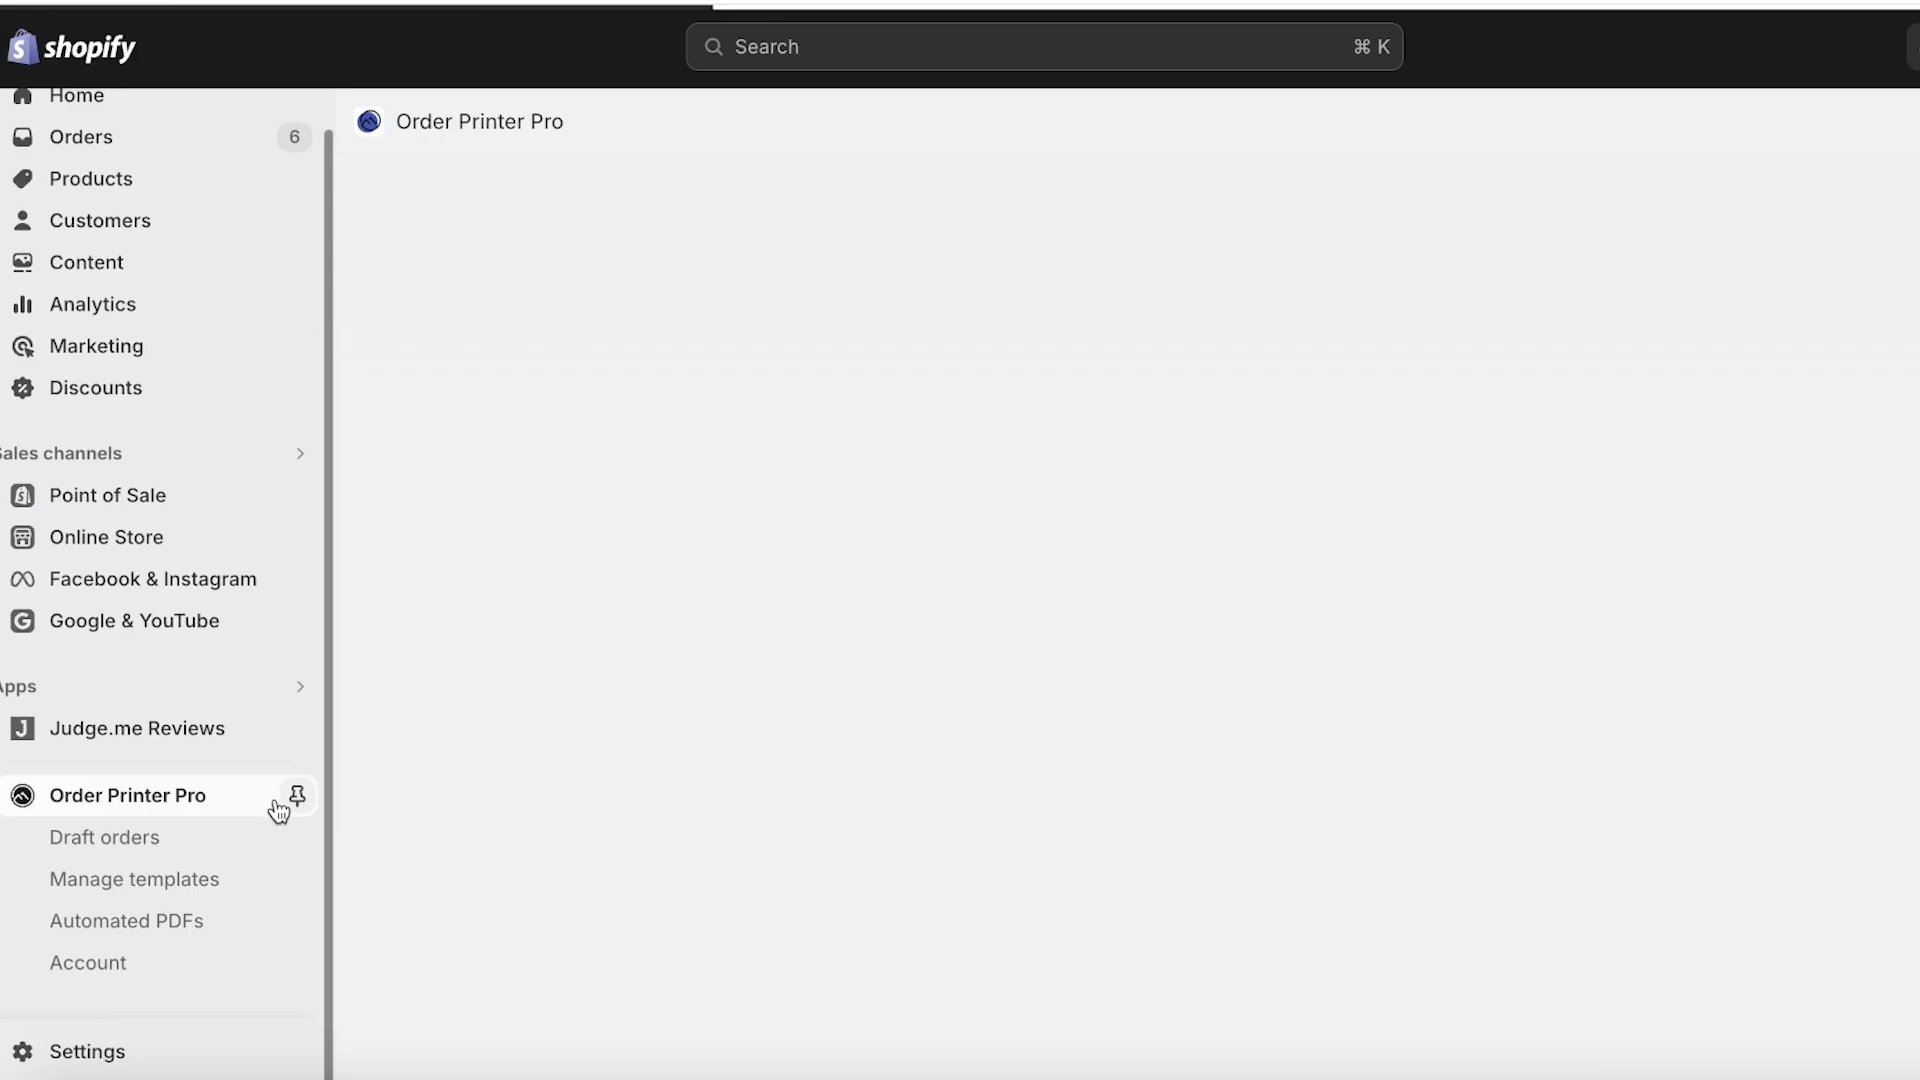 shopify
Search
⌘ K
Home
Orders
6
Products
Customers
Content
Analytics
Marketing
Discounts
ales channels
Point of Sale
Online Store
Facebook & Instagram
Google & YouTube
pps
Judge.me Reviews
Order Printer Pro
Draft orders
Manage templates
Automated PDFs
Account
Settings
Order Printer Pro